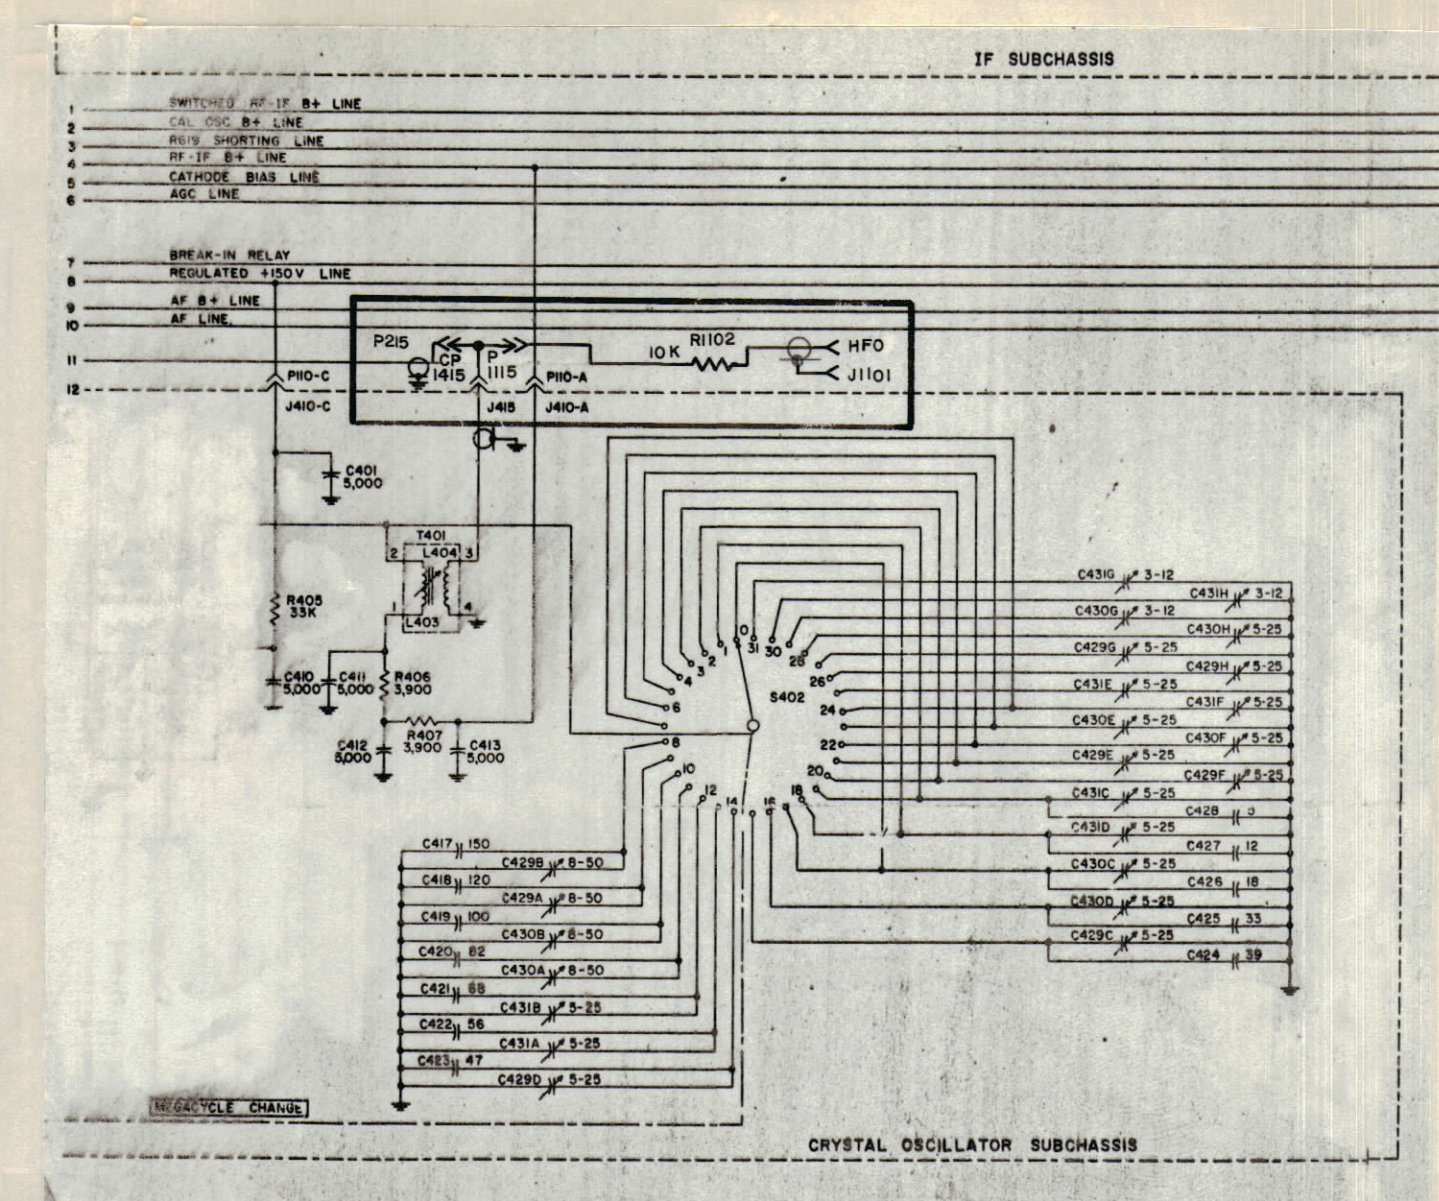 IF SUBCHASSIS
1 SWITCHED RF-IF B+ LINE
2 CAL OSC B+ LINE
3 R619 SHORTING LINE
4 RF-IF B+ LINE
5 CATHODE BIAS LINE
6 AGC LINE
7 BREAK-IN RELAY
8 REGULATED +150V LINE
9 AF B+ LINE
10 AF LINE
11
12
P215
CP
1415
P
1115
R1102
10K
HFO
J1101
P110-C
P110-A
J410-C
J415
J410-A
C401
5,000
T401
2 L404 3
1 L403 4
R405
33K
C410
5,000
C411
5,000
R406
3,900
R407
3,900
C412
5,000
C413
5,000
S402
0
1
2
3
4
6
8
10
12
14
16
18
20
22
24
26
28
30
31
C431G 3-12
C431H 3-12
C430G 3-12
C430H 5-25
C429G 5-25
C429H 5-25
C431E 5-25
C431F 5-25
C430E 5-25
C430F 5-25
C429E 5-25
C429F 5-25
C431C 5-25
C428
C431D 5-25
C427 12
C430C 5-25
C426 18
C430D 5-25
C425 33
C429C 5-25
C424 39
C417 150
C429B 8-50
C418 120
C429A 8-50
C419 100
C430B 8-50
C420 82
C430A 8-50
C421 68
C431B 5-25
C422 56
C431A 5-25
C423 47
C429D 5-25
MEGACYCLE CHANGE
CRYSTAL OSCILLATOR SUBCHASSIS